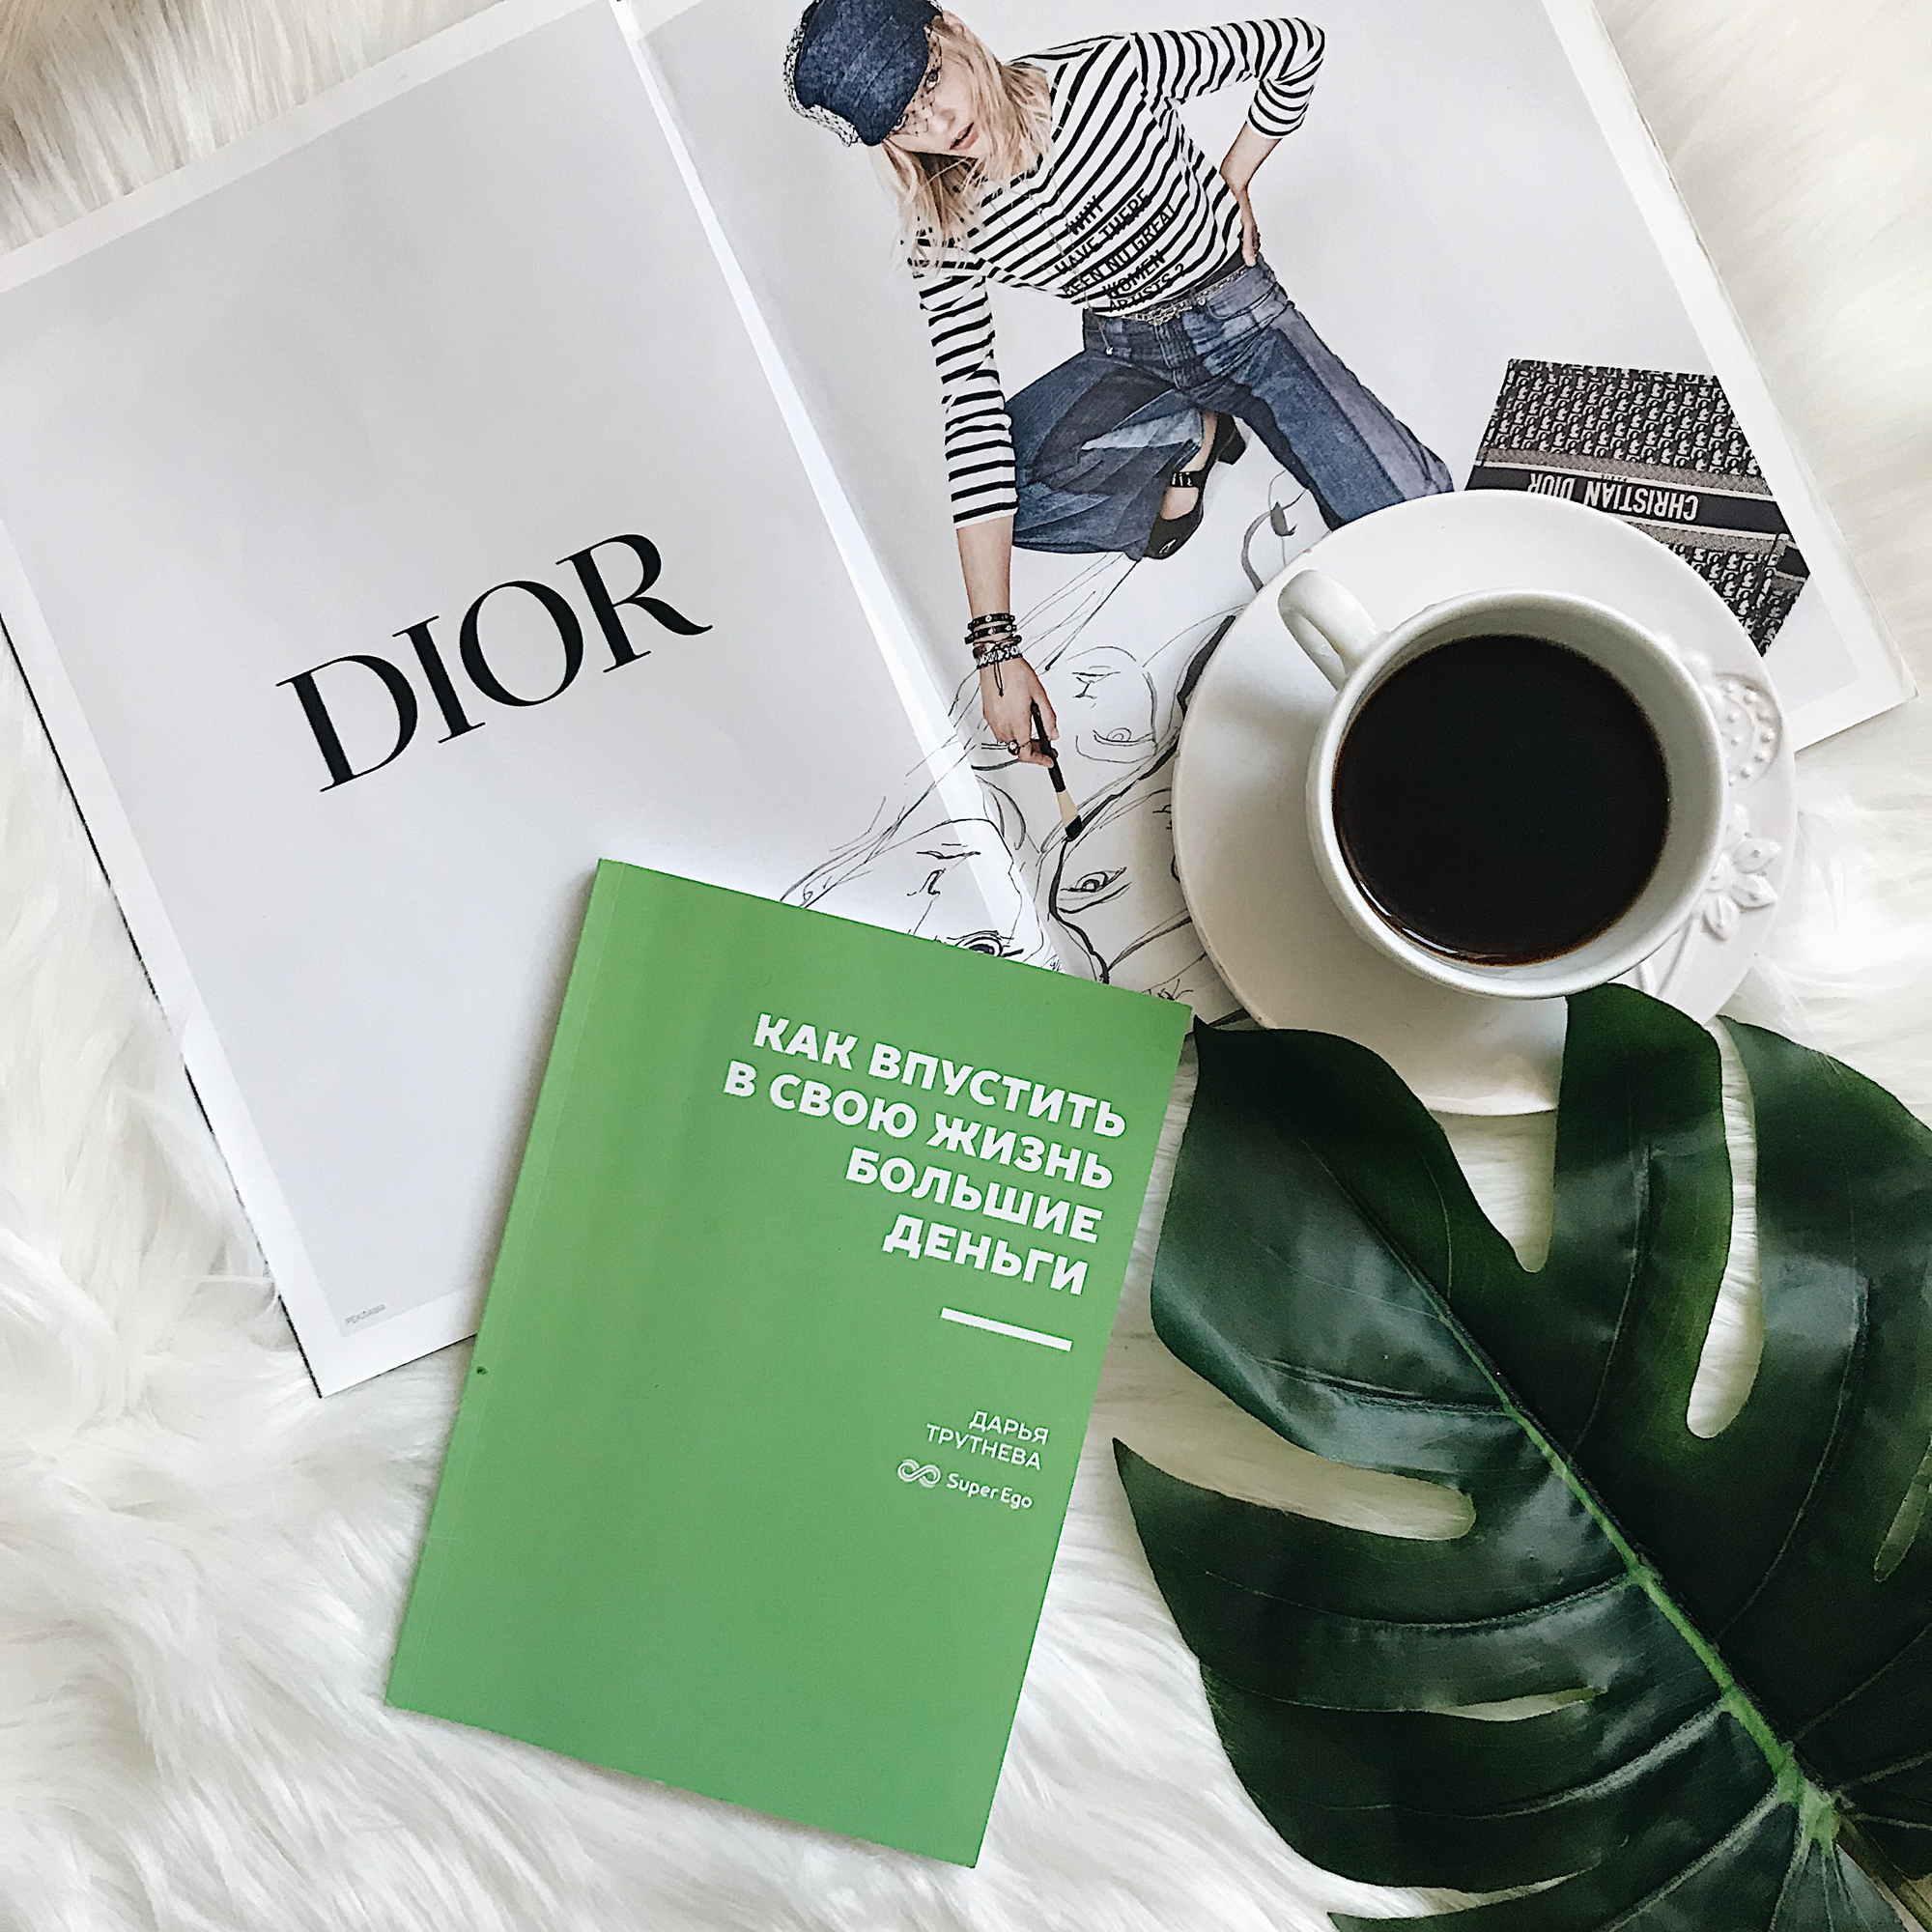 DIOR
WHY
HAVE THERE
BEEN NO GREAT
WOMEN
ARTISTS ?
CHRISTIAN DIOR
КАК ВПУСТИТЬ
В СВОЮ ЖИЗНЬ
БОЛЬШИЕ
ДЕНЬГИ
ДАРЬЯ
ТРУТНЕВА
Super Ego